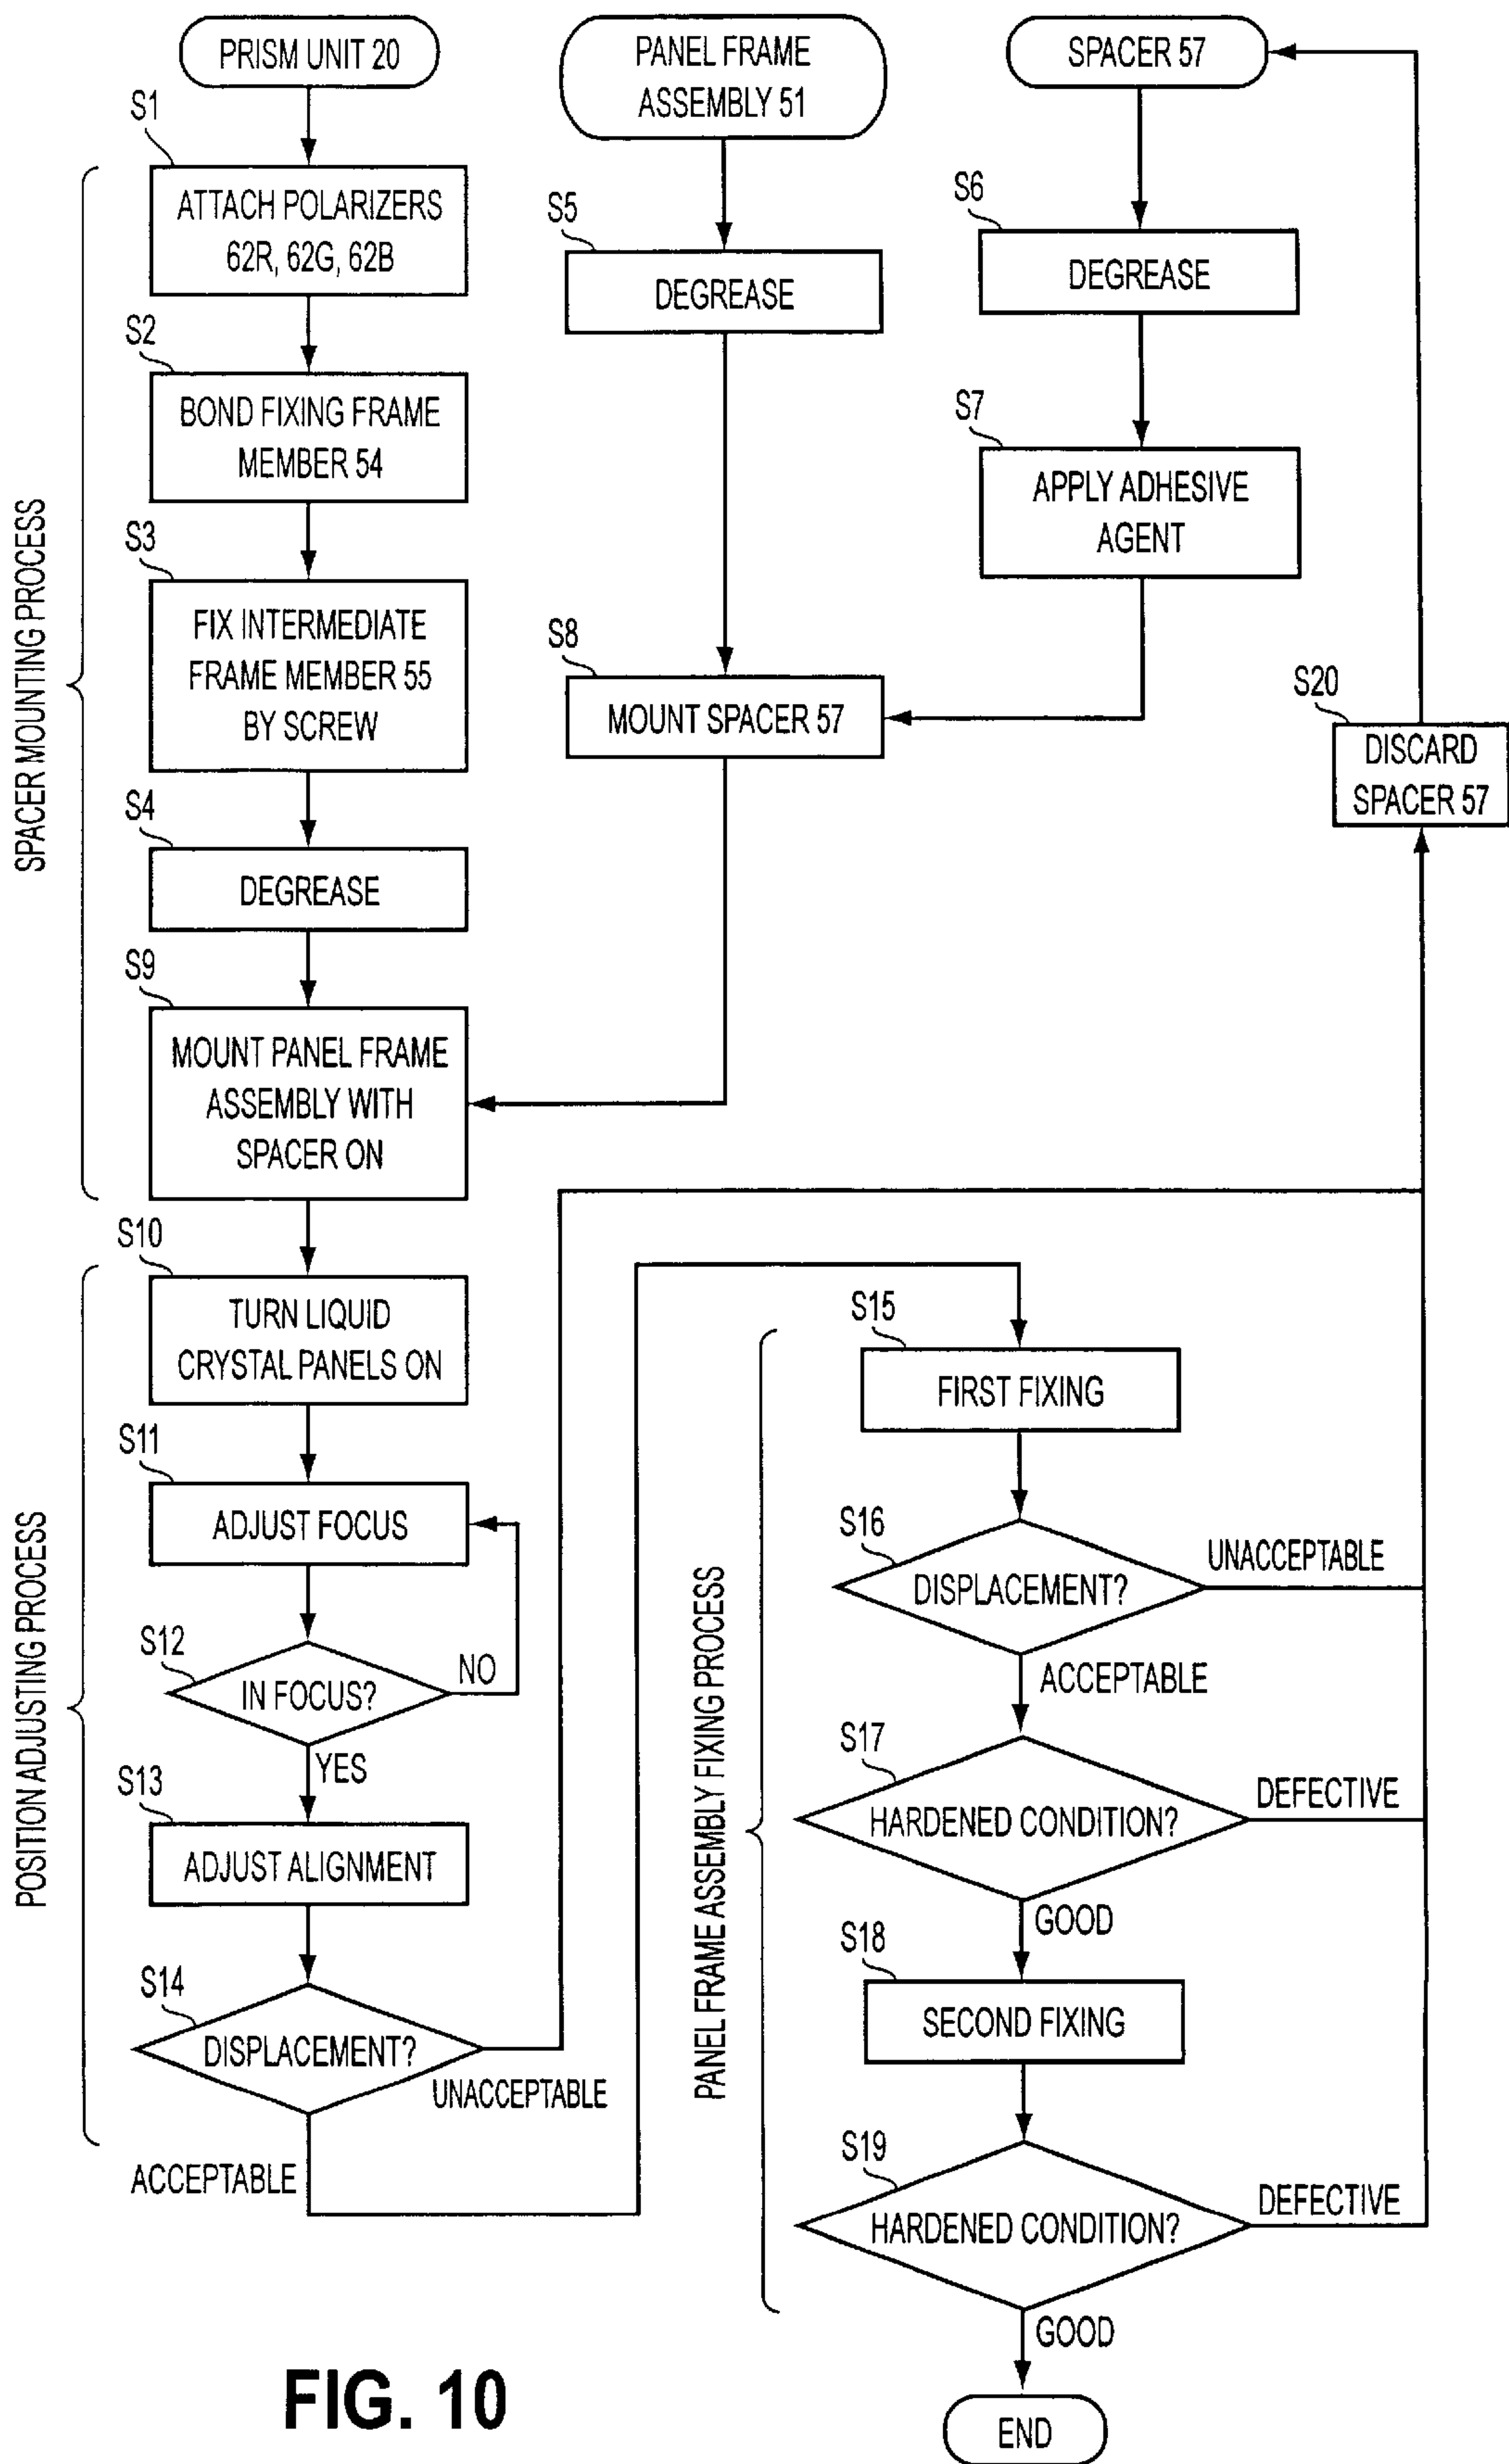 PRISM UNIT 20
S1
ATTACH POLARIZERS
62R, 62G, 62B
S2
BOND FIXING FRAME
MEMBER 54
S3
FIX INTERMEDIATE
FRAME MEMBER 55
BY SCREW
S4
DEGREASE
S9
MOUNT PANEL FRAME
ASSEMBLY WITH
SPACER ON
SPACER MOUNTING PROCESS
PANEL FRAME
ASSEMBLY 51
S5
DEGREASE
S8
MOUNT SPACER 57
SPACER 57
S6
DEGREASE
S7
APPLY ADHESIVE
AGENT
S20
DISCARD
SPACER 57
S10
TURN LIQUID
CRYSTAL PANELS ON
S11
ADJUST FOCUS
S12
IN FOCUS?
NO
YES
S13
ADJUST ALIGNMENT
S14
DISPLACEMENT?
UNACCEPTABLE
ACCEPTABLE
POSITION ADJUSTING PROCESS
S15
FIRST FIXING
S16
DISPLACEMENT?
UNACCEPTABLE
ACCEPTABLE
S17
HARDENED CONDITION?
DEFECTIVE
GOOD
S18
SECOND FIXING
S19
HARDENED CONDITION?
DEFECTIVE
GOOD
END
PANEL FRAME ASSEMBLY FIXING PROCESS
FIG. 10